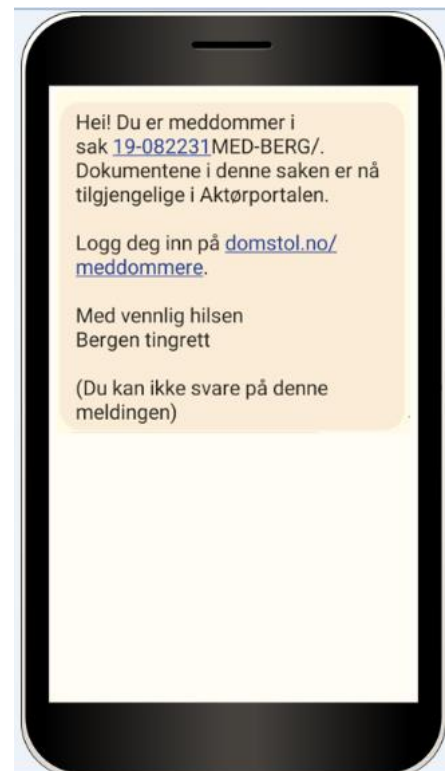 Hei! Du er meddommer i
sak 19-082231MED-BERG/.
Dokumentene i denne saken er nå
tilgjengelige i Aktørportalen.
Logg deg inn på domstol.no/
meddommere.
Med vennlig hilsen
Bergen tingrett
(Du kan ikke svare på denne
meldingen)